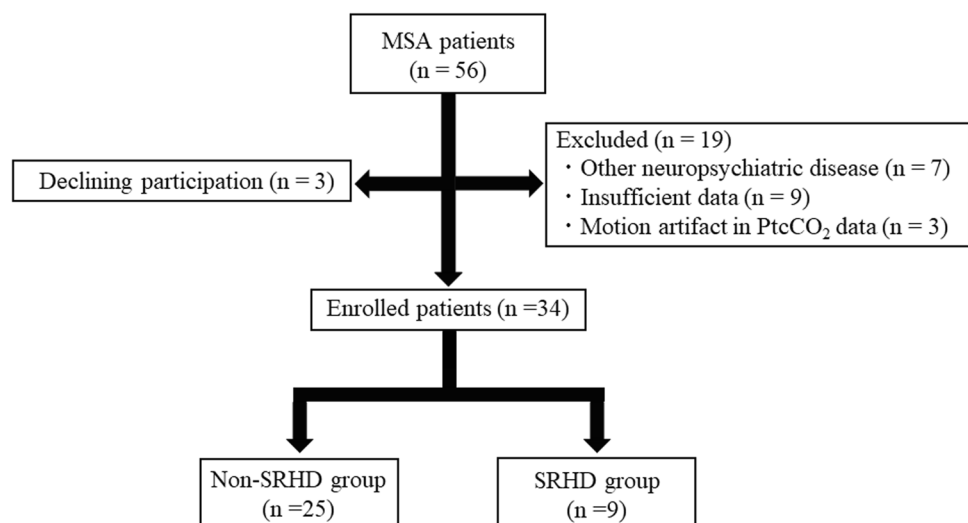 MSA patients
(n = 56)
Declining participation (n = 3)
Excluded (n = 19)
・Other neuropsychiatric disease (n = 7)
・Insufficient data (n = 9)
・Motion artifact in PtcCO₂ data (n = 3)
Enrolled patients (n =34)
Non-SRHD group
(n =25)
SRHD group
(n =9)